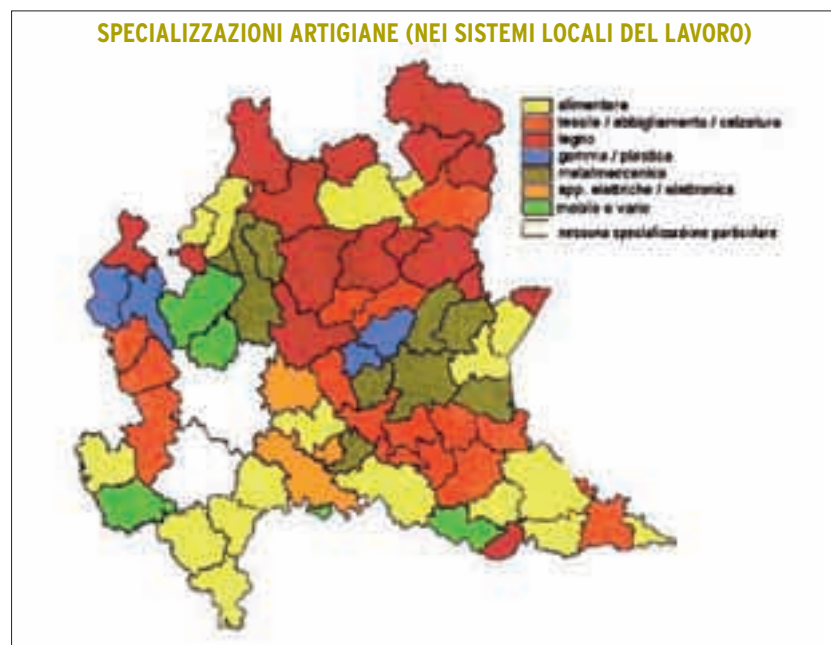 SPECIALIZZAZIONI ARTIGIANE (NEI SISTEMI LOCALI DEL LAVORO)
alimentare
tessile / abbigliamento / calzature
legno
gomma / plastica
metalmeccanica
app. elettriche / elettronica
mobile e varie
nessuna specializzazione particolare